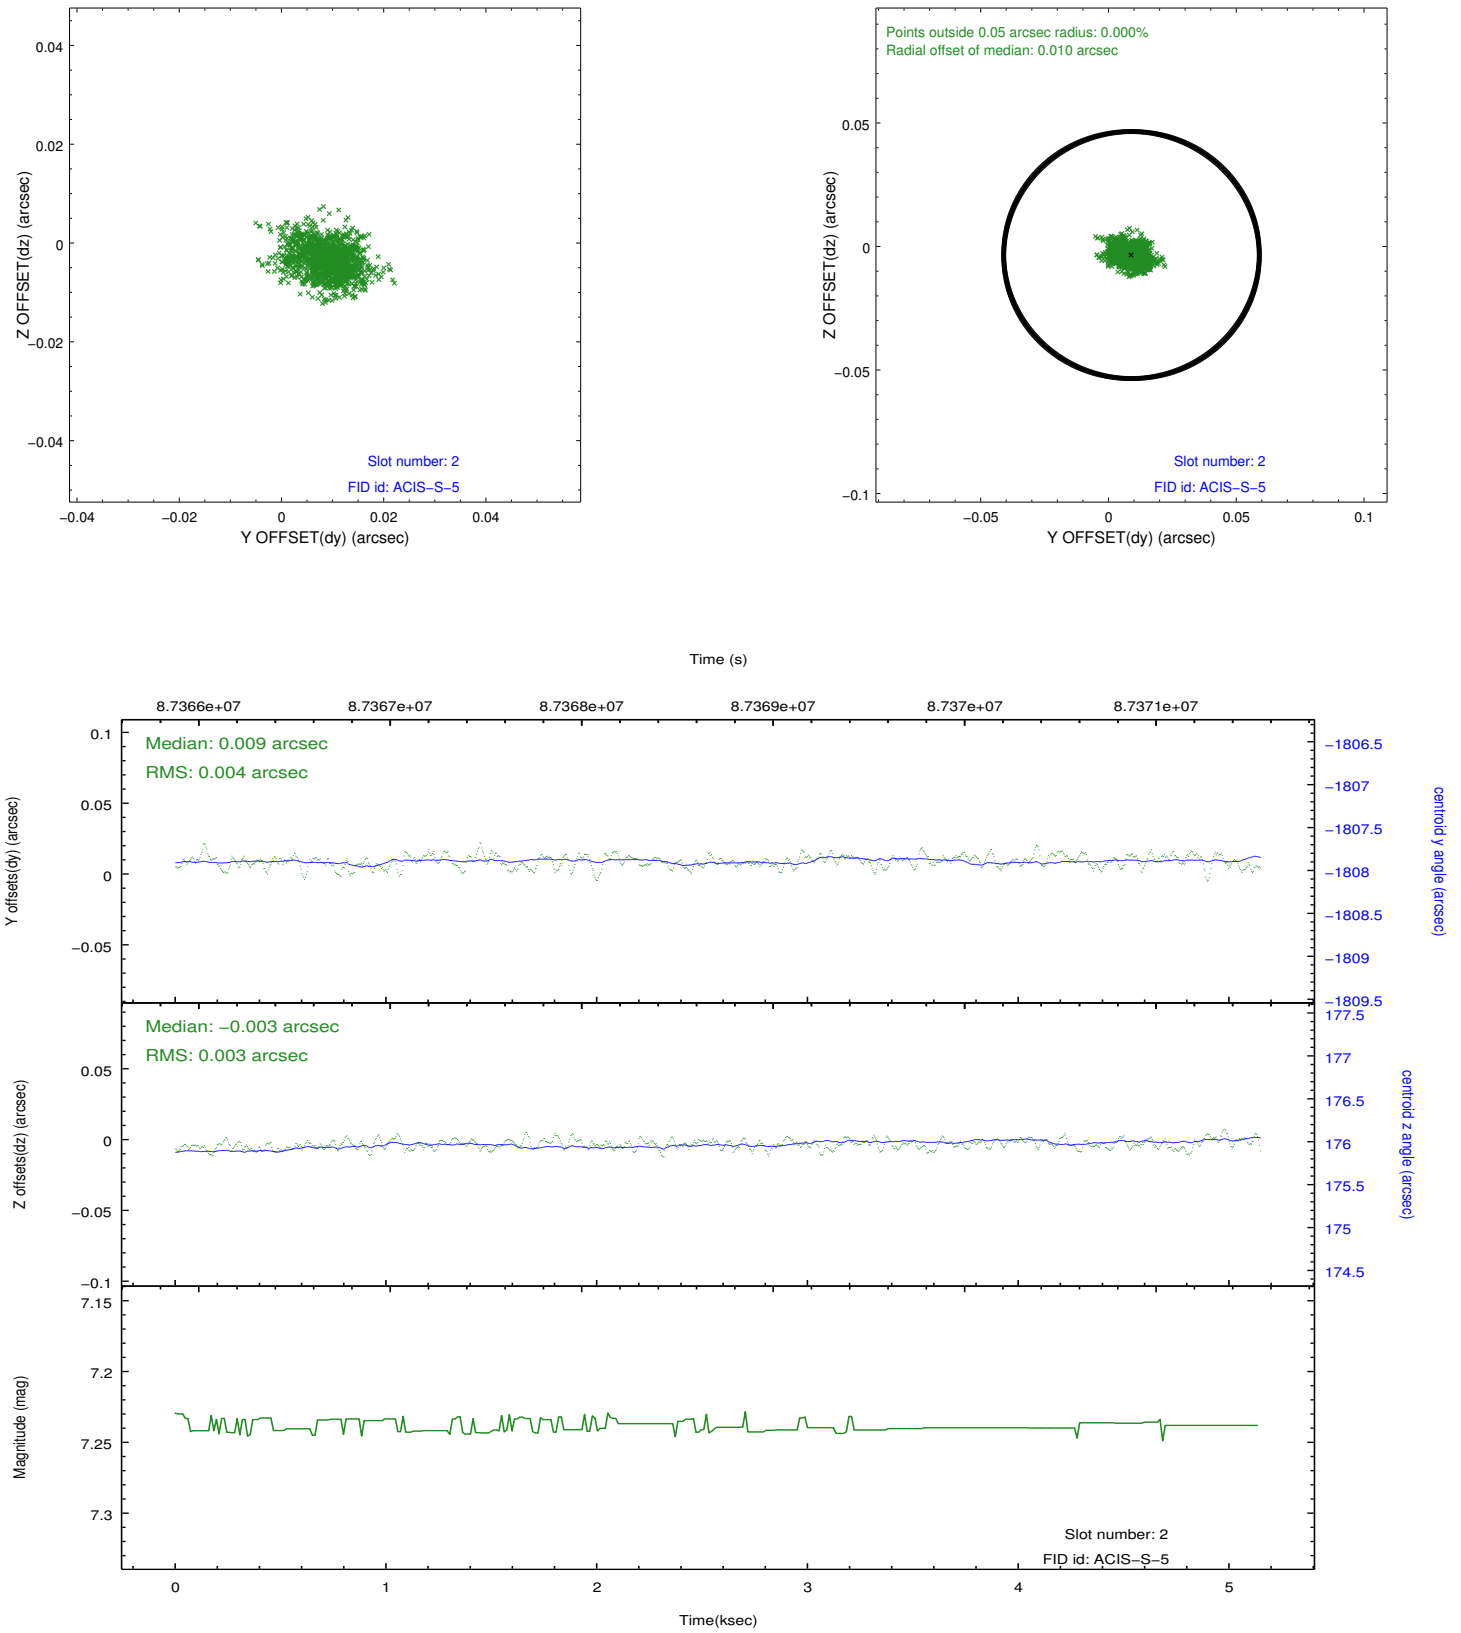 0.04
0.02
0
−0.02
−0.04
Z OFFSET(dz) (arcsec)
Slot number: 2
FID id: ACIS−S−5
−0.04 −0.02 0 0.02 0.04
Y OFFSET(dy) (arcsec)
Points outside 0.05 arcsec radius: 0.000%
Radial offset of median: 0.010 arcsec
0.05
0
−0.05
−0.1
Z OFFSET(dz) (arcsec)
Slot number: 2
FID id: ACIS−S−5
−0.05 0 0.05 0.1
Y OFFSET(dy) (arcsec)
Time (s)
8.7366e+07 8.7367e+07 8.7368e+07 8.7369e+07 8.737e+07 8.7371e+07
Median: 0.009 arcsec
RMS: 0.004 arcsec
0.1
0.05
0
−0.05
Y offsets(dy) (arcsec)
−1806.5
−1807
−1807.5
−1808
−1808.5
−1809
−1809.5
centroid y angle (arcsec)
Median: −0.003 arcsec
RMS: 0.003 arcsec
0.05
0
−0.05
−0.1
Z offsets(dz) (arcsec)
177.5
177
176.5
176
175.5
175
174.5
centroid z angle (arcsec)
7.15
7.2
7.25
7.3
Magnitude (mag)
Slot number: 2
FID id: ACIS−S−5
0 1 2 3 4 5
Time(ksec)